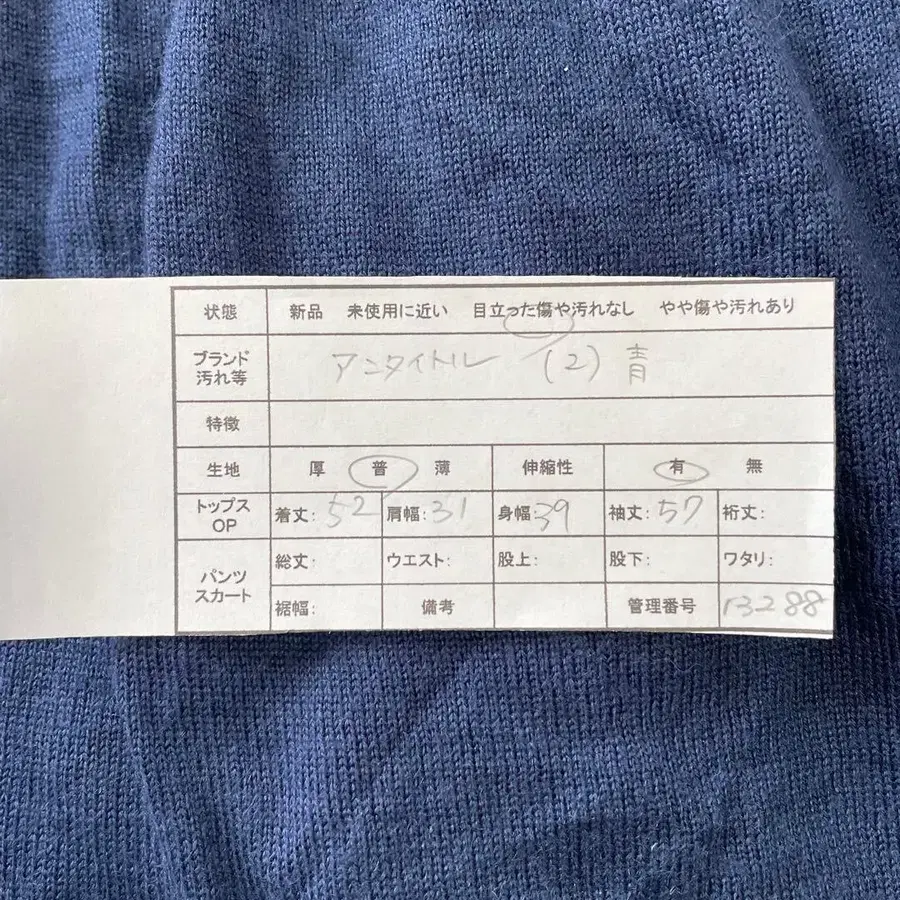 状態 新品 未使用に近い 目立った傷や汚れなし やや傷や汚れあり
ブランド 汚れ等 アンタイトル (2) 青
特徴
生地 厚 普 薄 伸縮性 有 無
トップス OP 着丈: 52 肩幅: 31 身幅: 39 袖丈: 57 裄丈:
パンツ スカート 総丈: ウエスト: 股上: 股下: ワタリ:
裾幅: 備考 管理番号 13288